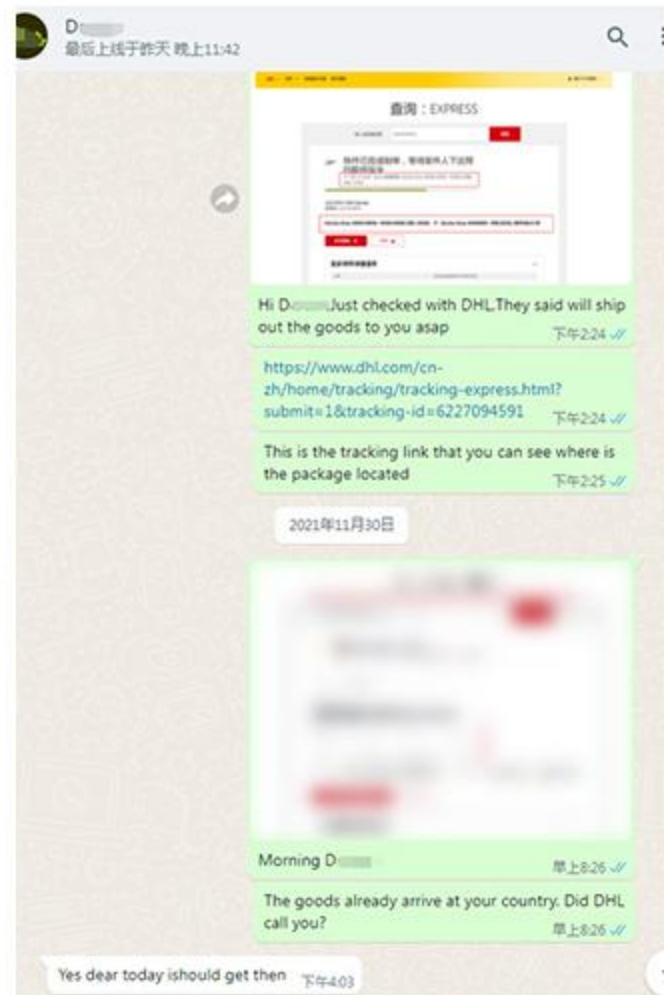 D
最后上线于昨天 晚上11:42
查询：EXPRESS
Hi D Just checked with DHL.They said will ship
out the goods to you asap
下午2:24
https://www.dhl.com/cn-
zh/home/tracking/tracking-express.html?
submit=1&tracking-id=6227094591
下午2:24
This is the tracking link that you can see where is
the package located
下午2:25
2021年11月30日
Morning D
早上8:26
The goods already arrive at your country. Did DHL
call you?
早上8:26
Yes dear today ishould get then
下午4:03